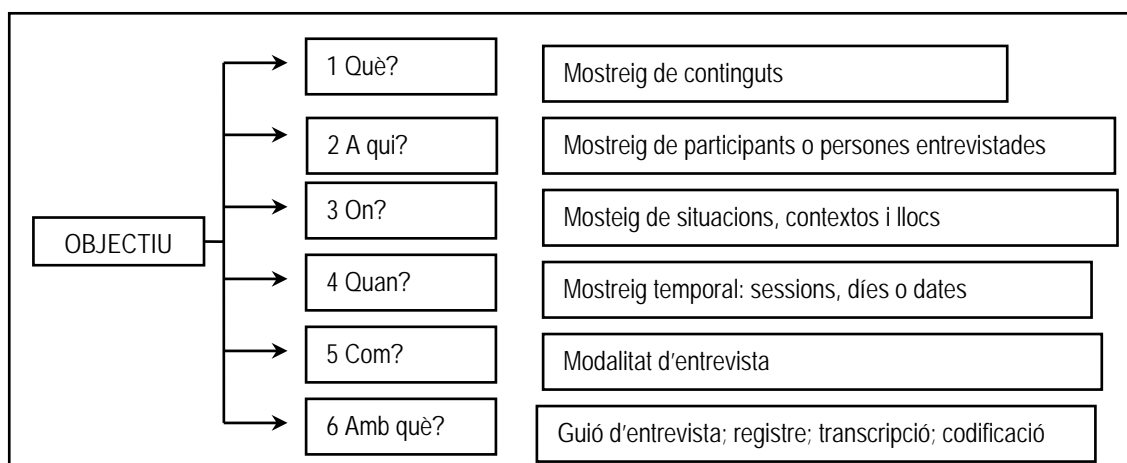 1 Què?
Mostreig de continguts
2 A qui?
Mostreig de participants o persones entrevistades
3 On?
Mosteig de situacions, contextos i llocs
OBJECTIU
4 Quan?
Mostreig temporal: sessions, díes o dates
5 Com?
Modalitat d'entrevista
6 Amb què?
Guió d'entrevista; registre; transcripció; codificació